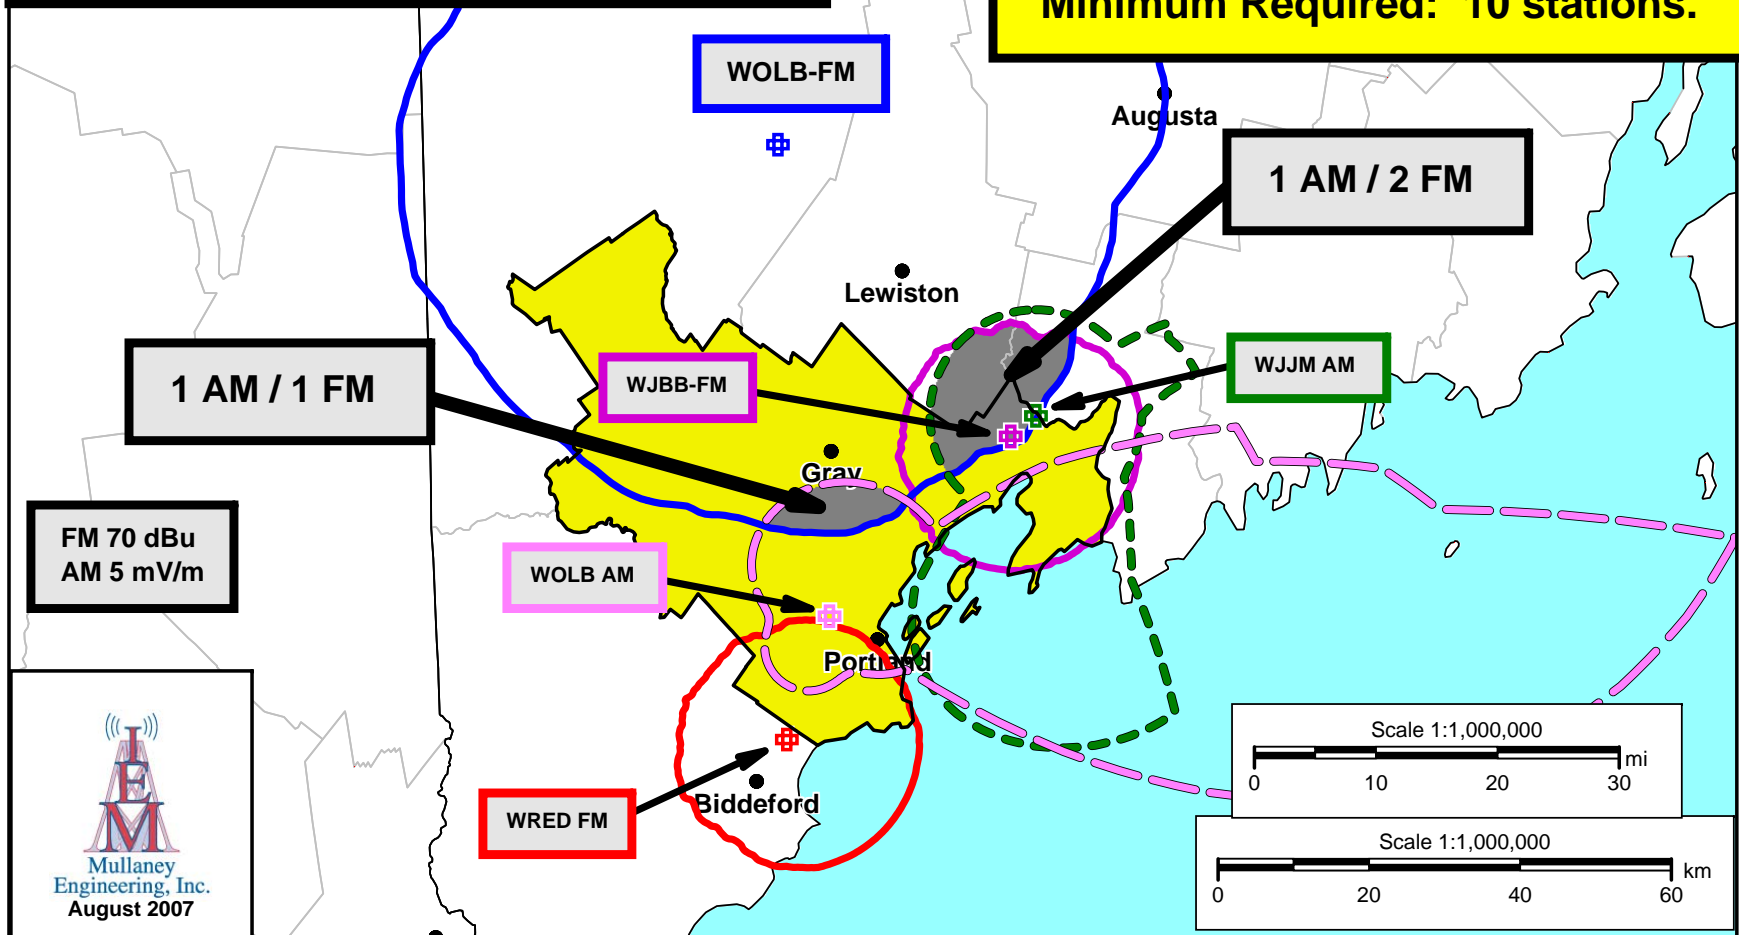 Minimum Required: 10 stations.
WOLB-FM
Augusta
1 AM / 2 FM
Lewiston
1 AM / 1 FM
WJBB-FM
WJJM AM
Gray
FM 70 dBu
AM 5 mV/m
WOLB AM
Portland
WRED FM
Biddeford
Scale 1:1,000,000
mi
0 10 20 30
Scale 1:1,000,000
km
0 20 40 60
I
E
M
Mullaney
Engineering, Inc.
August 2007